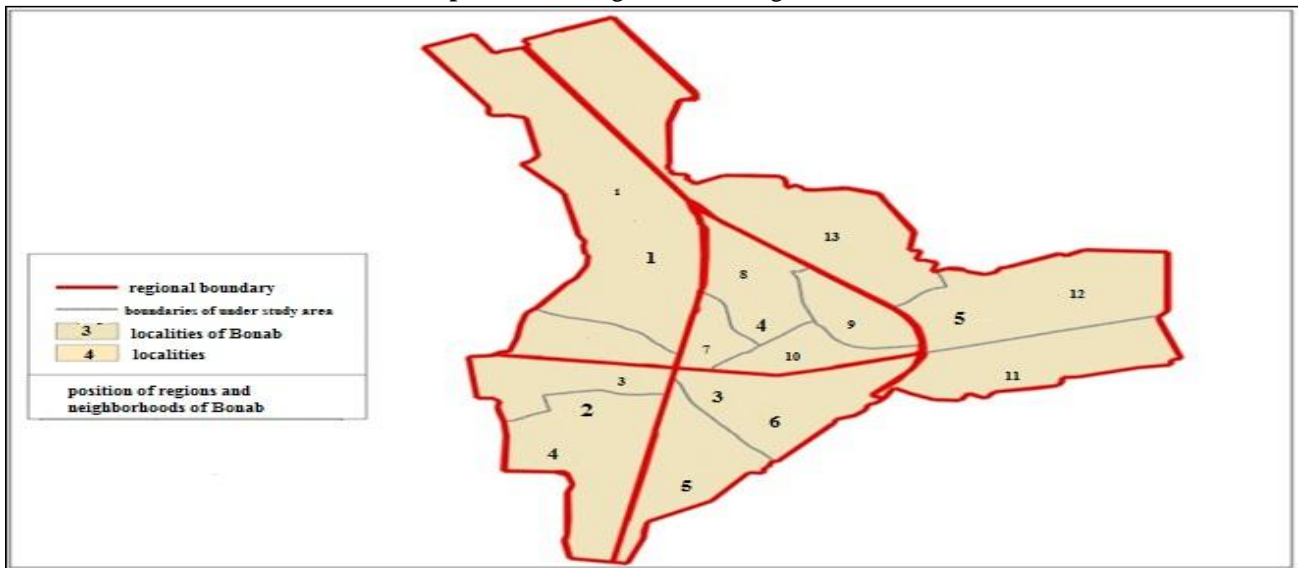 1
1
13
8
12
4
5
9
7
10
11
3
3
2
6
4
5
regional boundary
boundaries of under study area
3 localities of Bonab
4 localities
position of regions and
neighborhoods of Bonab